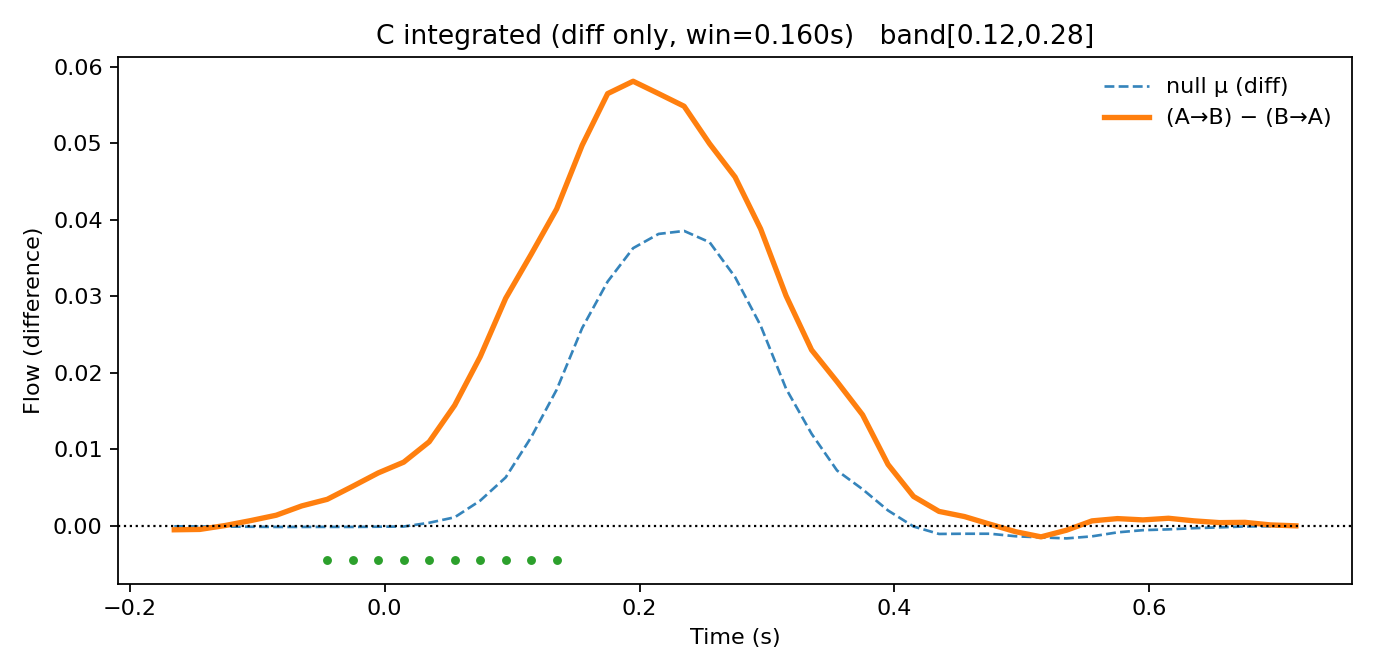 C integrated (diff only, win=0.160s)   band[0.12,0.28]
null μ (diff)
(A→B) − (B→A)
Flow (difference)
0.06
0.05
0.04
0.03
0.02
0.01
0.00
−0.2
0.0
0.2
0.4
0.6
Time (s)